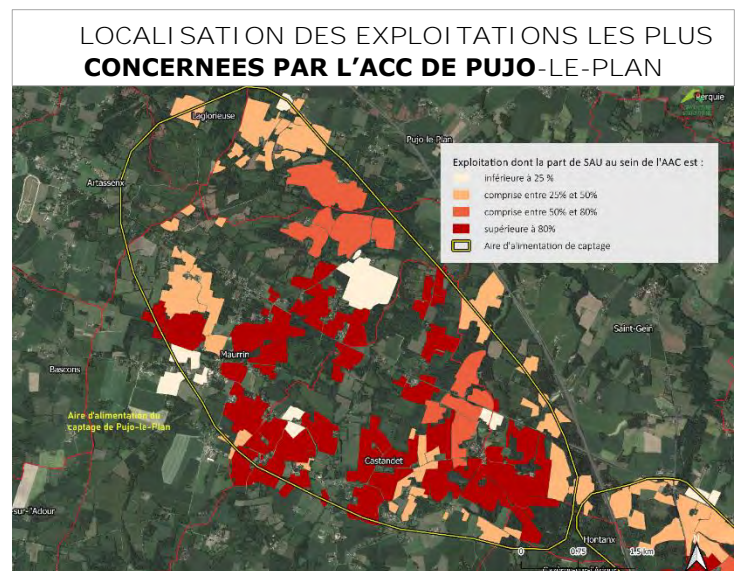 LOCALISATION DES EXPLOITATIONS LES PLUS
CONCERNEES PAR L'ACC DE PUJO-LE-PLAN
Perquie
Laglorieuse
Pujo le Plan
Exploitation dont la part de SAU au sein de l'AAC est :
inférieure à 25 %
comprise entre 25% et 50%
comprise entre 50% et 80%
supérieure à 80%
Aire d'alimentation de captage
Artassenx
Saint-Gein
Maurrin
Bascons
Aire d'alimentation du
captage de Pujo-le-Plan
Castandet
-sur-l'Adour
Hontanx
0 0.75 1.5 km